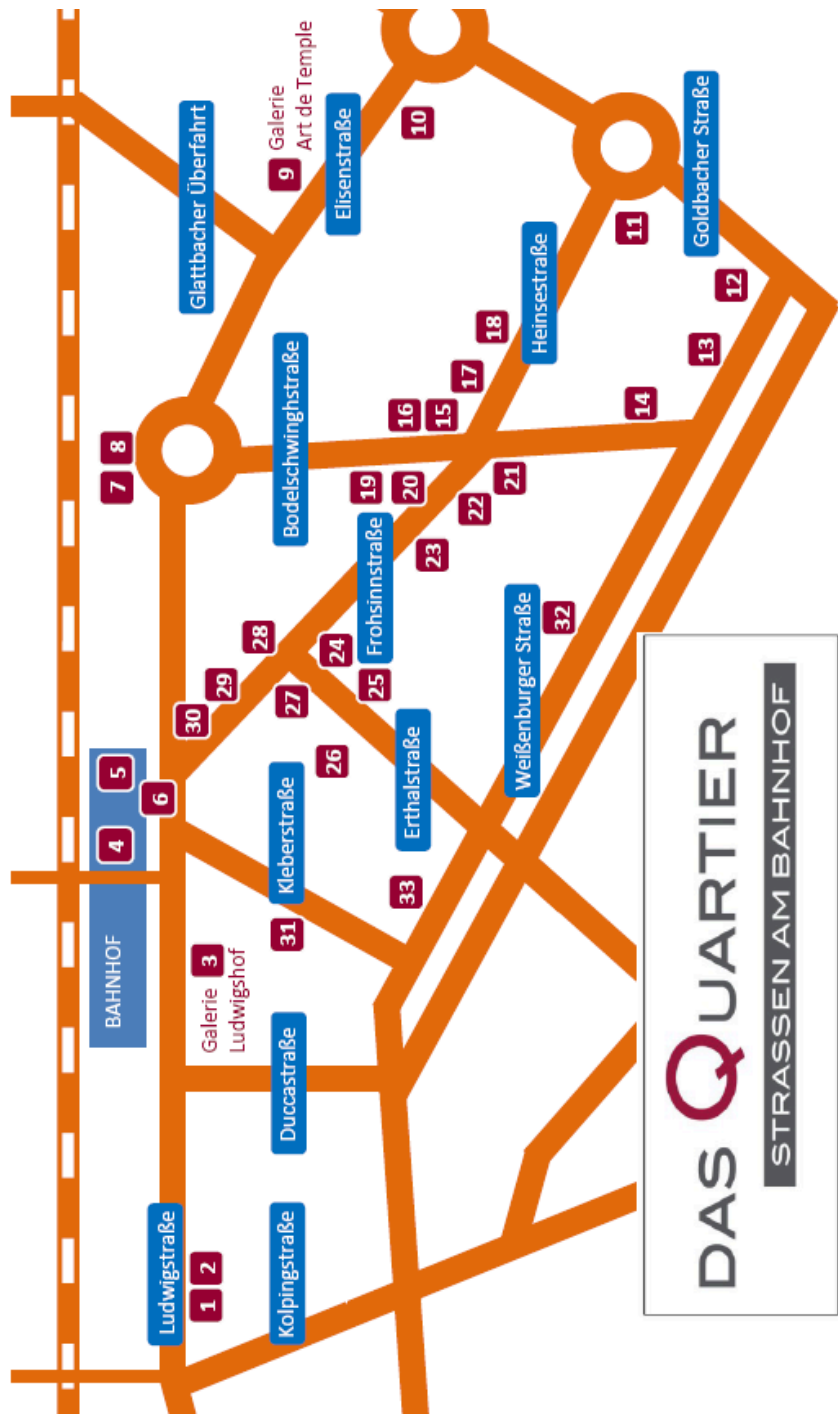 Glattbacher Überfahrt
9
Galerie
Art de Temple
Elisenstraße
10
7
8
Bodelschwinghstraße
11
Goldbacher Straße
12
13
14
Heinsestraße
18
17
16
15
19
20
21
22
23
Frohsinnstraße
24
25
28
29
30
27
26
BAHNHOF
4
5
6
Kleberstraße
Erthalstraße
Weißenburger Straße
32
33
31
Galerie
Ludwigshof
3
Duccastraße
Ludwigstraße
1
2
Kolpingstraße
DAS QUARTIER
STRASSEN AM BAHNHOF